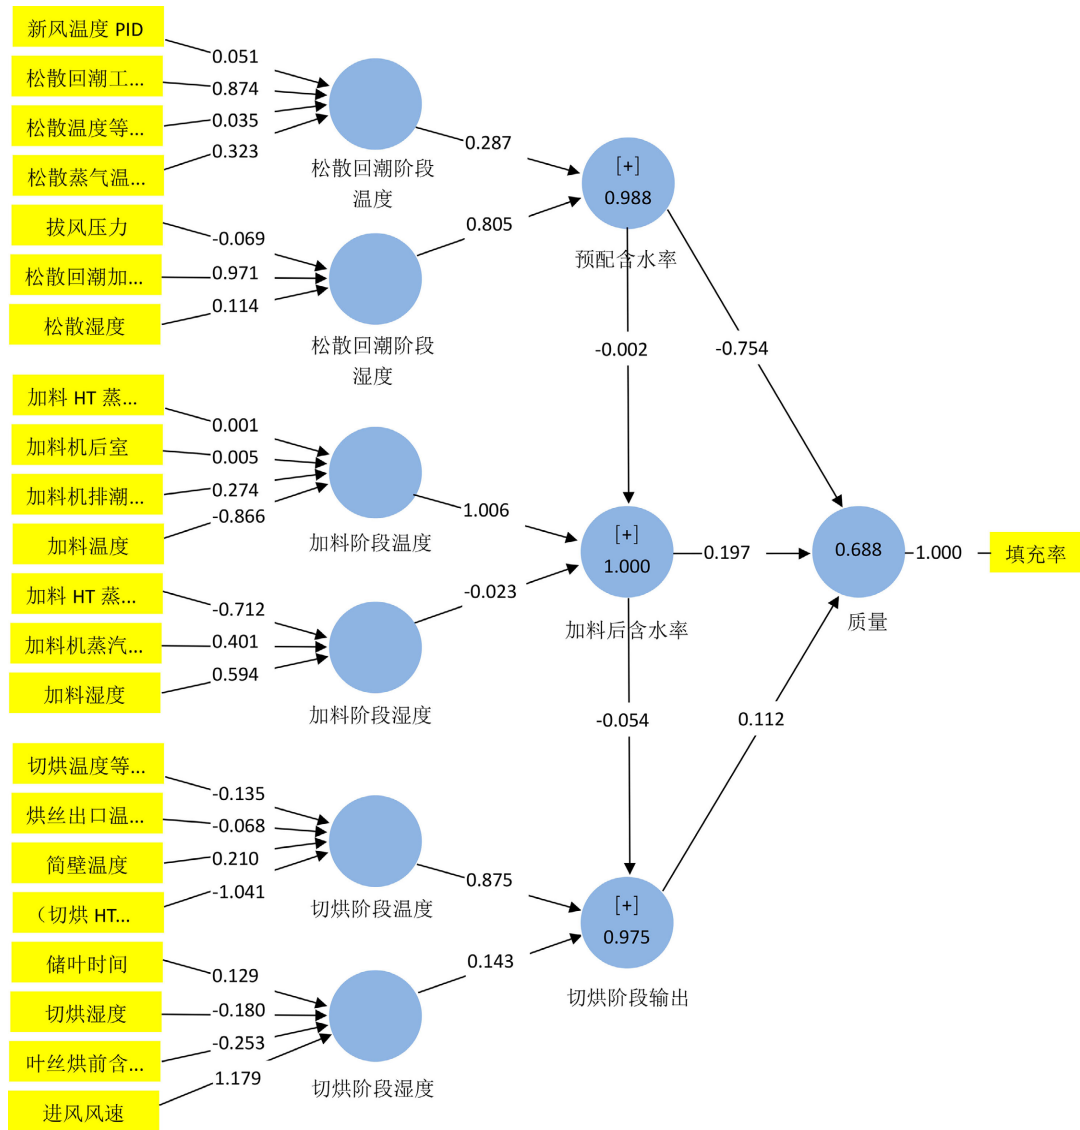 新风温度 PID
松散回潮工...
松散温度等...
松散蒸气温...
拔风压力
松散回潮加...
松散湿度
0.051
0.874
0.035
0.323
-0.069
0.971
0.114
松散回潮阶段
温度
松散回潮阶段
湿度
0.287
0.805
[+]
0.988
预配含水率
-0.002
-0.754
加料 HT 蒸...
加料机后室
加料机排潮...
加料温度
加料 HT 蒸...
加料机蒸汽...
加料湿度
0.001
0.005
0.274
-0.866
-0.712
0.401
0.594
加料阶段温度
加料阶段湿度
1.006
-0.023
[+]
1.000
加料后含水率
0.197
0.688
质量
1.000
填充率
-0.054
0.112
切烘温度等...
烘丝出口温...
筒壁温度
（切烘 HT...
储叶时间
切烘湿度
叶丝烘前含...
进风风速
-0.135
-0.068
0.210
-1.041
0.129
-0.180
-0.253
1.179
切烘阶段温度
切烘阶段湿度
0.875
0.143
[+]
0.975
切烘阶段输出